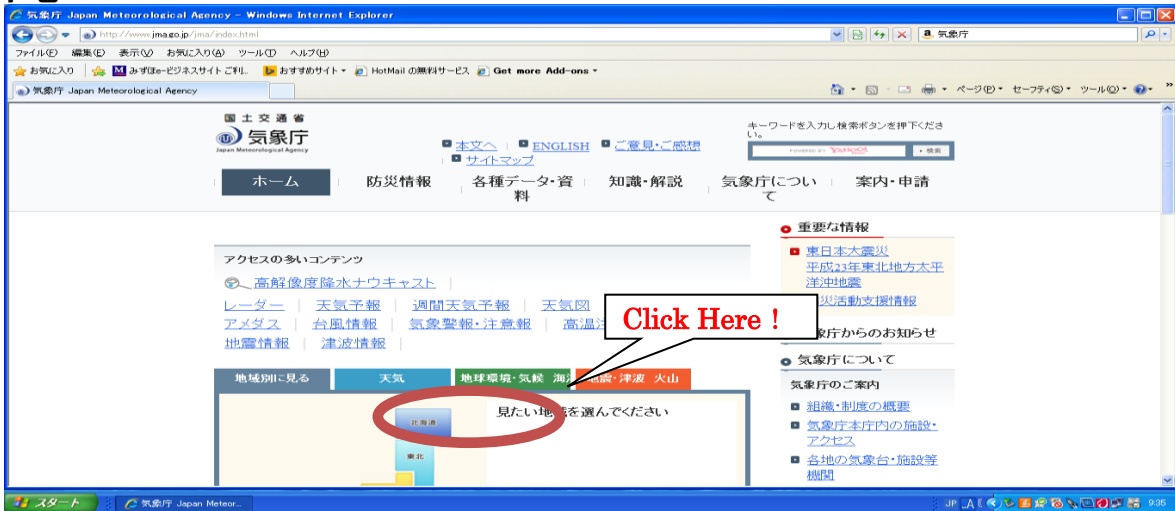 気象庁 Japan Meteorological Agency - Windows Internet Explorer
http://www.jma.go.jp/jma/index.html
気象庁
ファイル(F) 編集(E) 表示(V) お気に入り(A) ツール(T) ヘルプ(H)
お気に入り
おすすめサイト
HotMail の無料サービス
Get more Add-ons
気象庁 Japan Meteorological Agency
ページ(P) セーフティ(S) ツール(O)
国土交通省
気象庁
Japan Meteorological Agency
本文へ | ENGLISH ご意見・ご感想
サイトマップ
キーワードを入力し検索ボタンを押下ください。
POWERED BY YAHOO!
検索
ホーム
防災情報
各種データ・資料
知識・解説
気象庁について
案内・申請
アクセスの多いコンテンツ
高解像度降水ナウキャスト |
レーダー | 天気予報 | 週間天気予報 | 天気図
アメダス | 台風情報 | 気象警報・注意報 | 高温
地震情報 | 津波情報 |
Click Here !
重要な情報
東日本大震災
平成23年東北地方太平
洋沖地震
災活動支援情報
庁からのお知らせ
気象庁について
気象庁のご案内
組織・制度の概要
気象庁本庁内の施設・
アクセス
各地の気象台・施設等
機関
地域別に見る
天気
地球環境・気候
津波 火山
見たい地
を選んでください
北海道
東北
スタート
気象庁 Japan Meteor...
JP
9:35